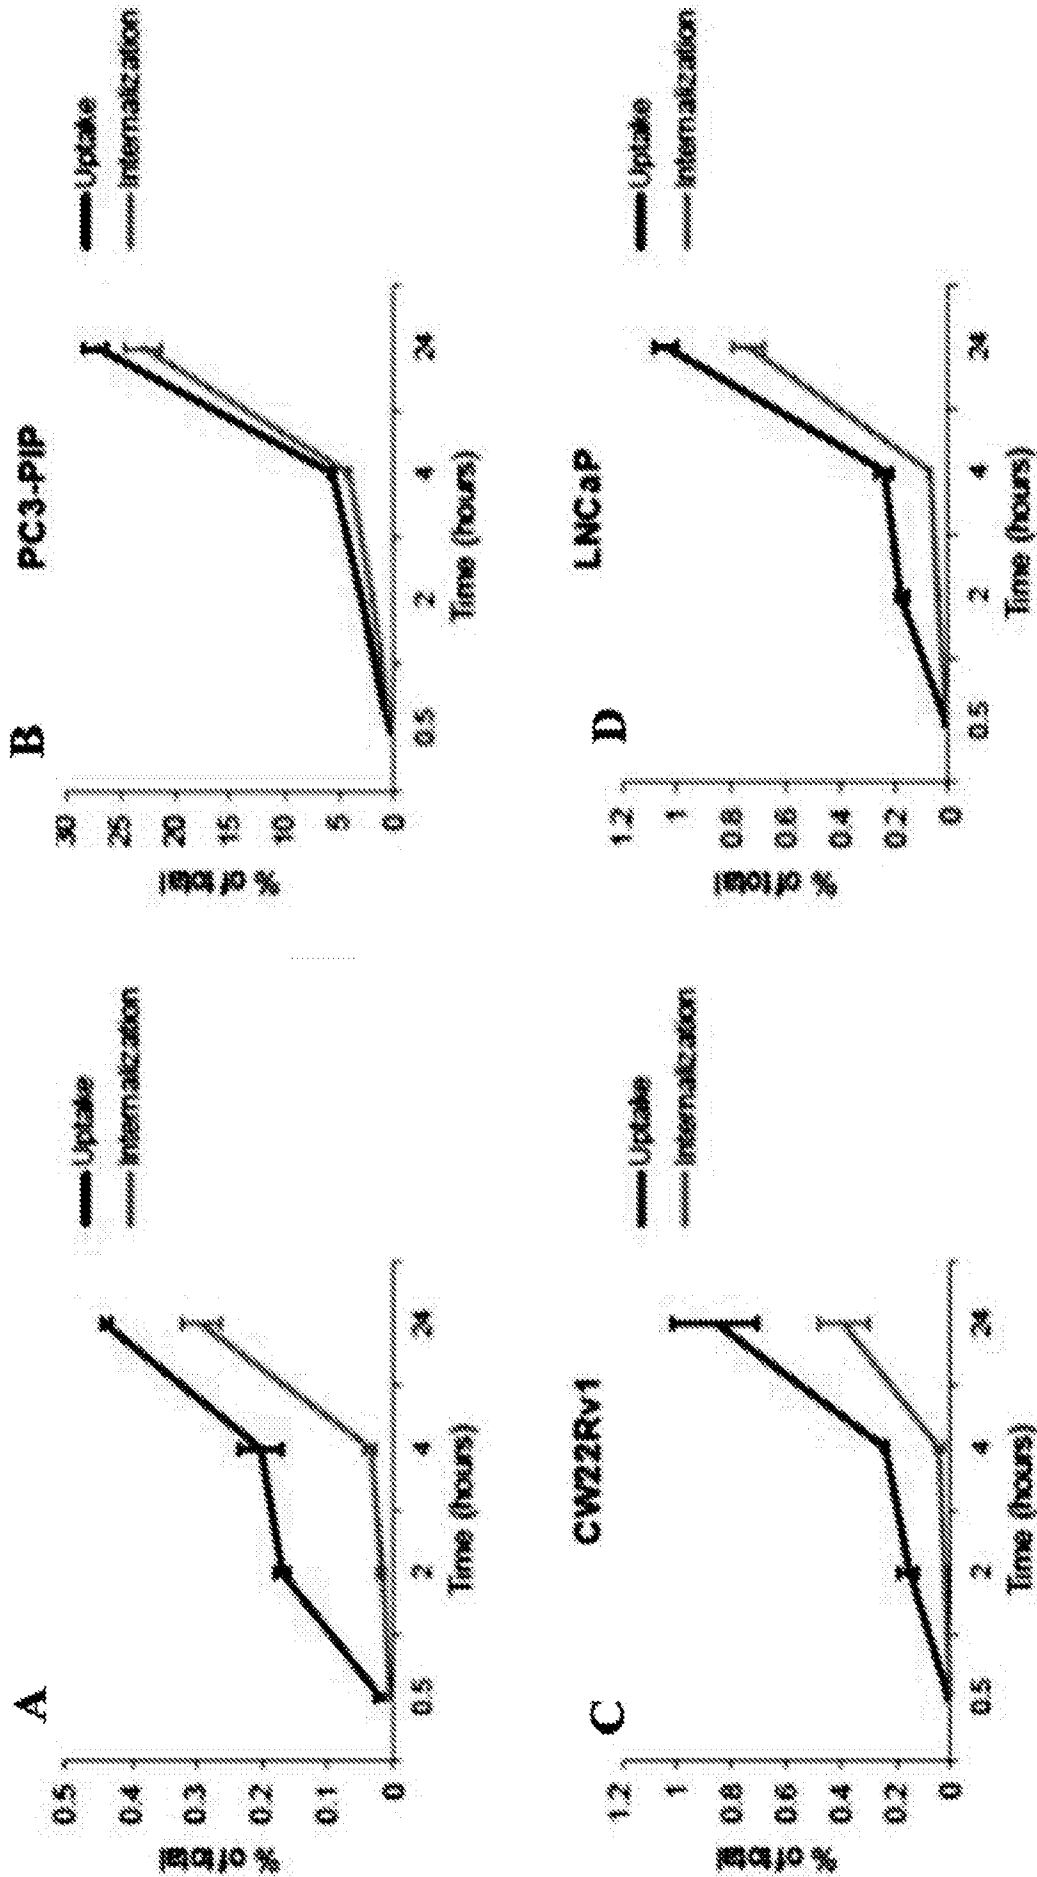 A
Uptake
Internalization
% of total
0.5
0.4
0.3
0.2
0.1
0
0.5
2
4
24
Time (hours)
B
PC3-PIP
Uptake
Internalization
% of total
30
25
20
15
10
5
0
0.5
2
4
24
Time (hours)
C
CW22Rv1
Uptake
Internalization
% of total
1.2
1
0.8
0.6
0.4
0.2
0
0.5
2
4
24
Time (hours)
D
LNCaP
Uptake
Internalization
% of total
1.2
1
0.8
0.6
0.4
0.2
0
0.5
2
4
24
Time (hours)